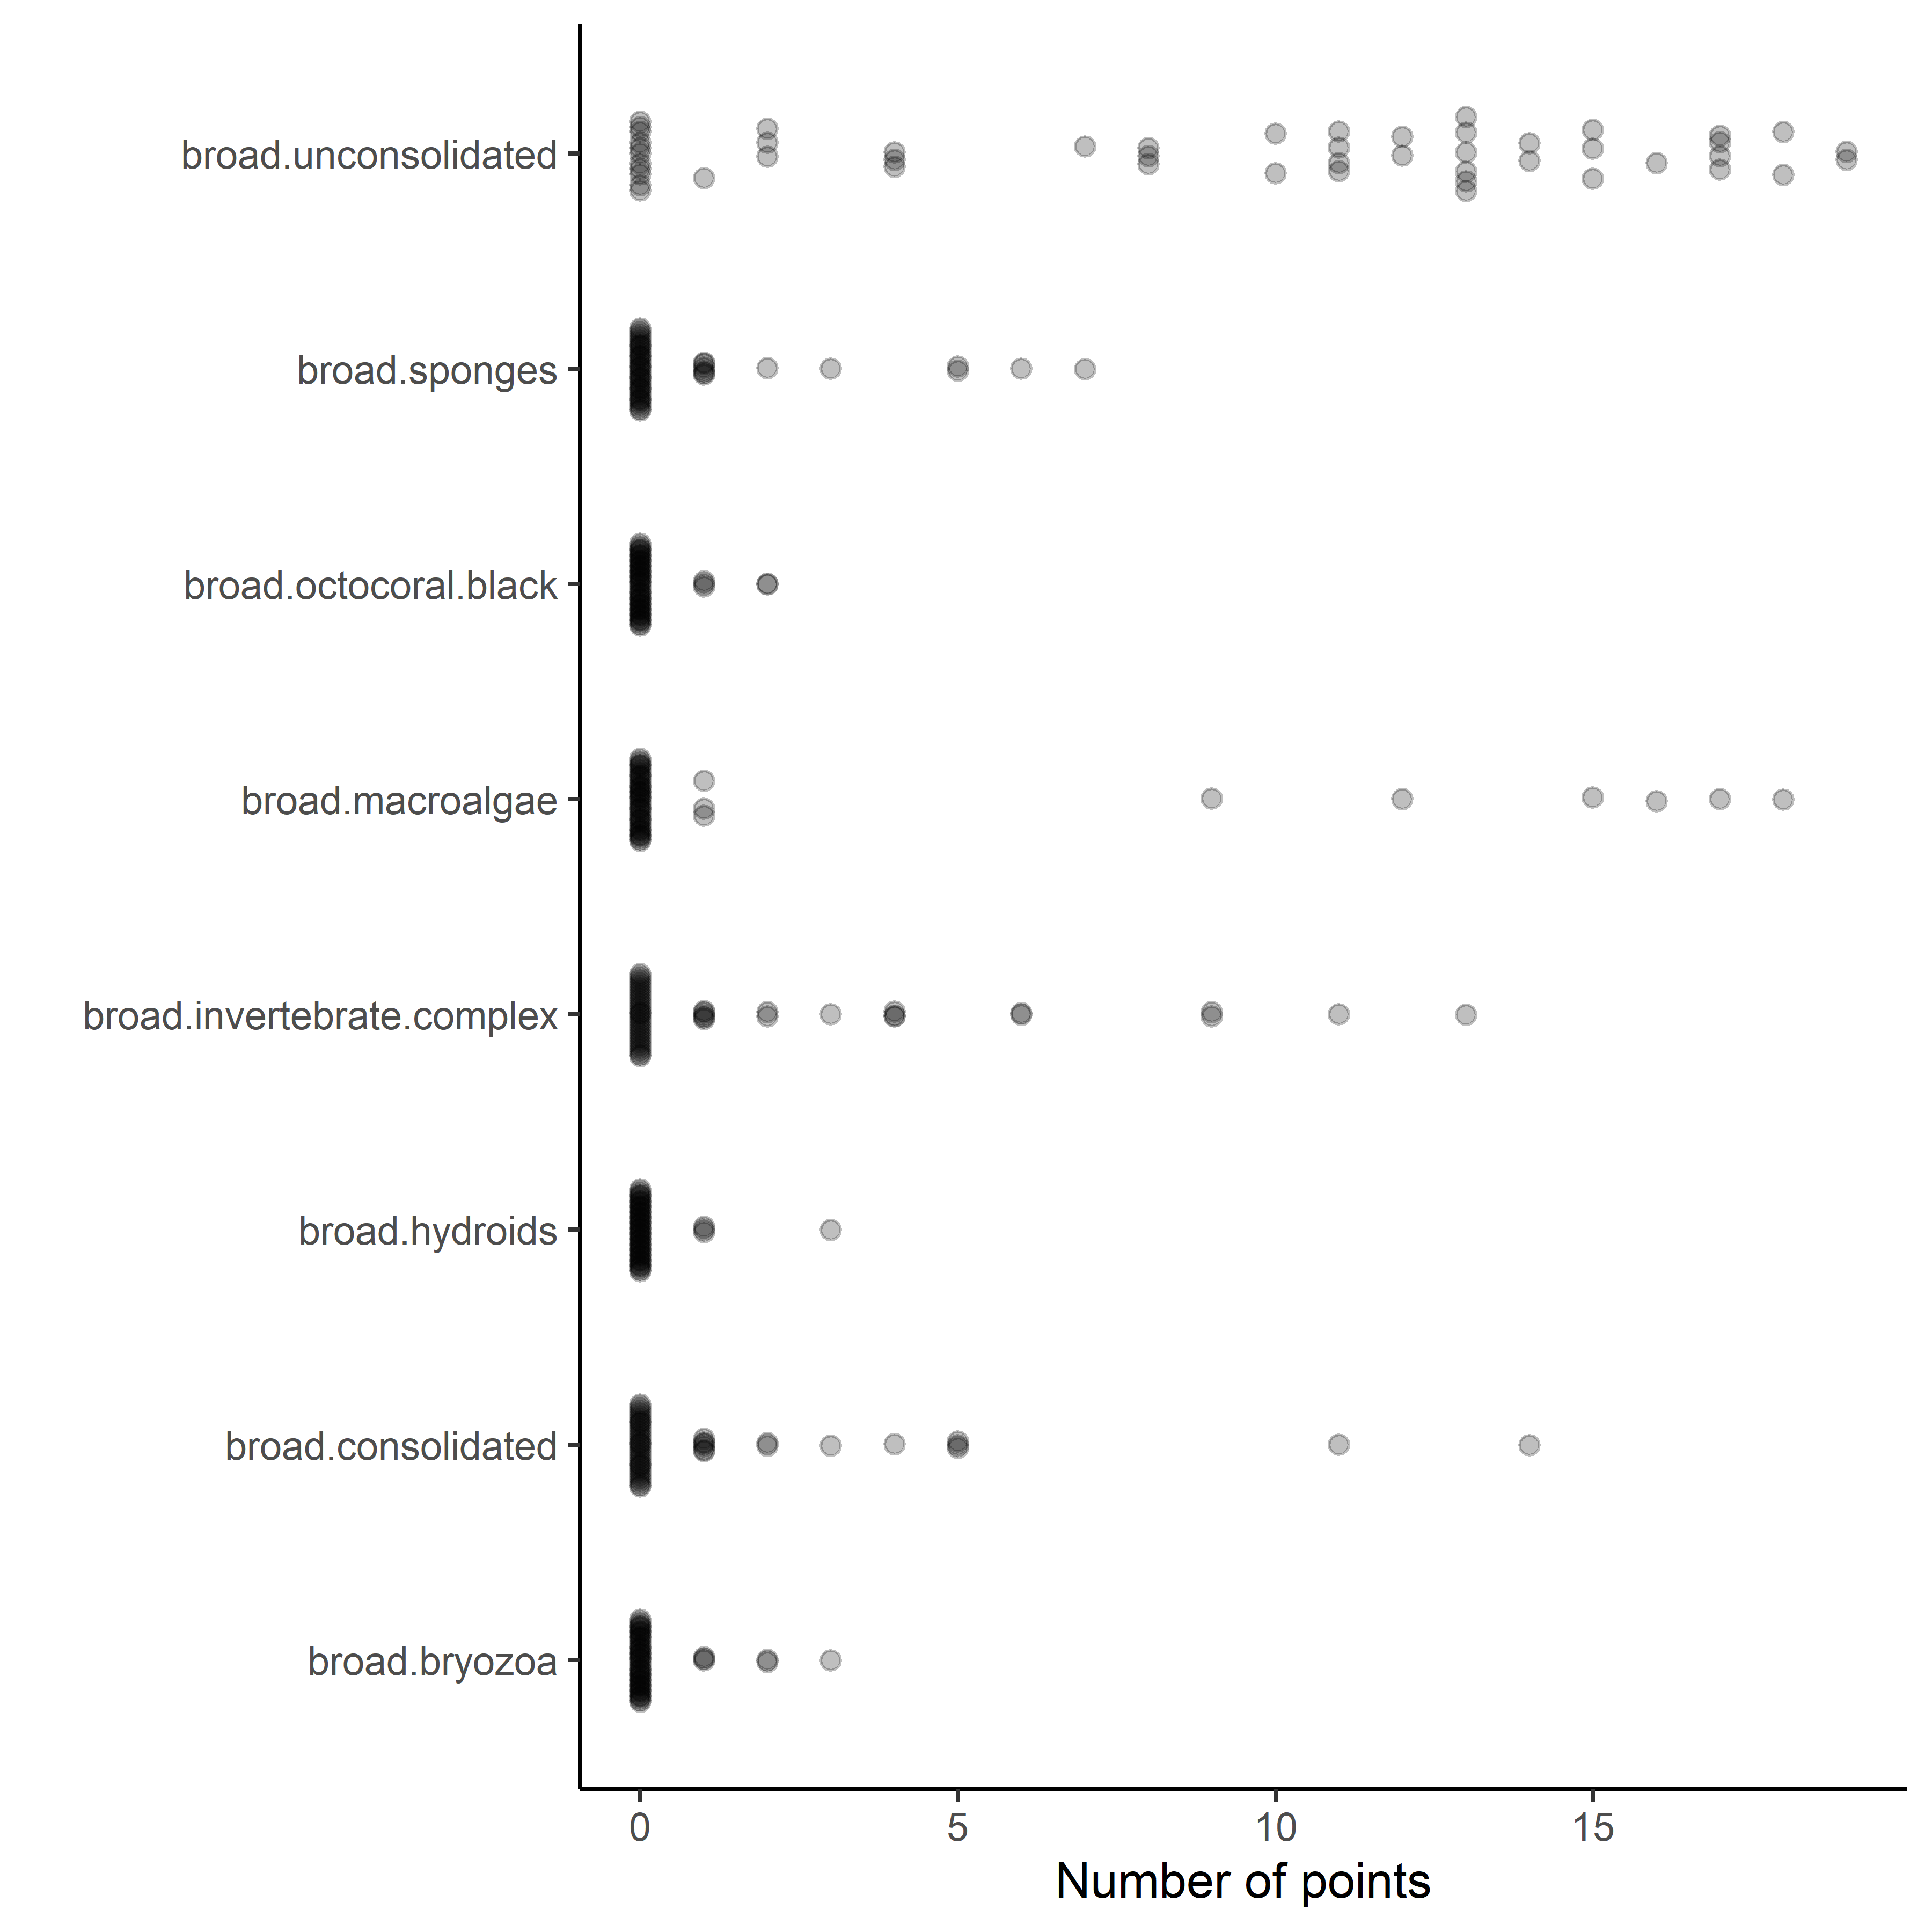 broad.unconsolidated
broad.sponges
broad.octocoral.black
broad.macroalgae
broad.invertebrate.complex
broad.hydroids
broad.consolidated
broad.bryozoa
0 5 10 15
Number of points